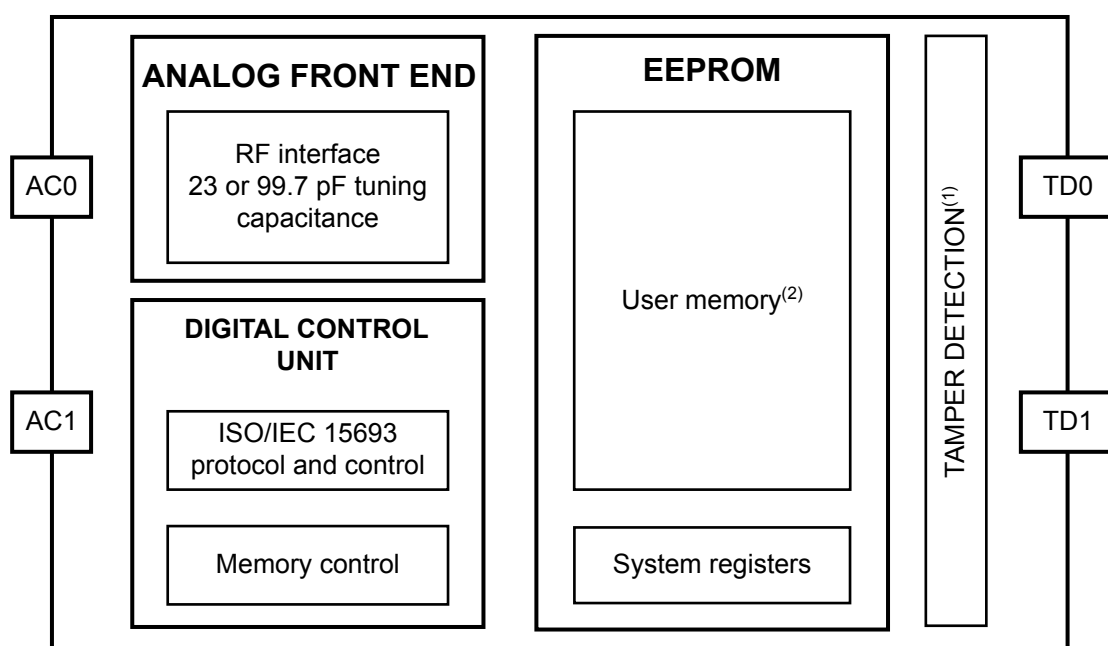 ANALOG FRONT END
RF interface
23 or 99.7 pF tuning
capacitance
DIGITAL CONTROL
UNIT
ISO/IEC 15693
protocol and control
Memory control
EEPROM
User memory(2)
System registers
TAMPER DETECTION(1)
AC0
AC1
TD0
TD1